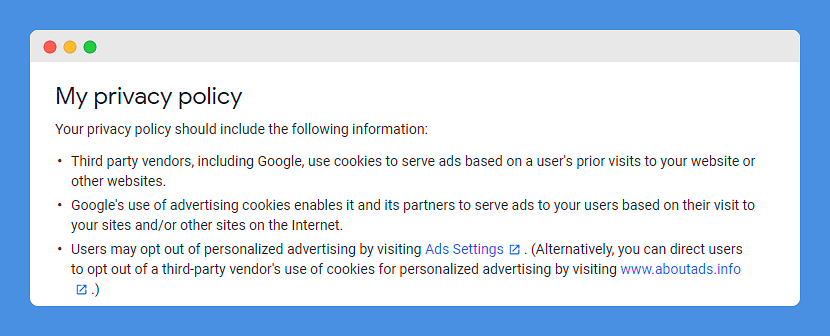 My privacy policy
Your privacy policy should include the following information:
• Third party vendors, including Google, use cookies to serve ads based on a user's prior visits to your website or
other websites.
• Google's use of advertising cookies enables it and its partners to serve ads to your users based on their visit to
your sites and/or other sites on the Internet.
• Users may opt out of personalized advertising by visiting Ads Settings . (Alternatively, you can direct users
to opt out of a third-party vendor's use of cookies for personalized advertising by visiting www.aboutads.info
.)